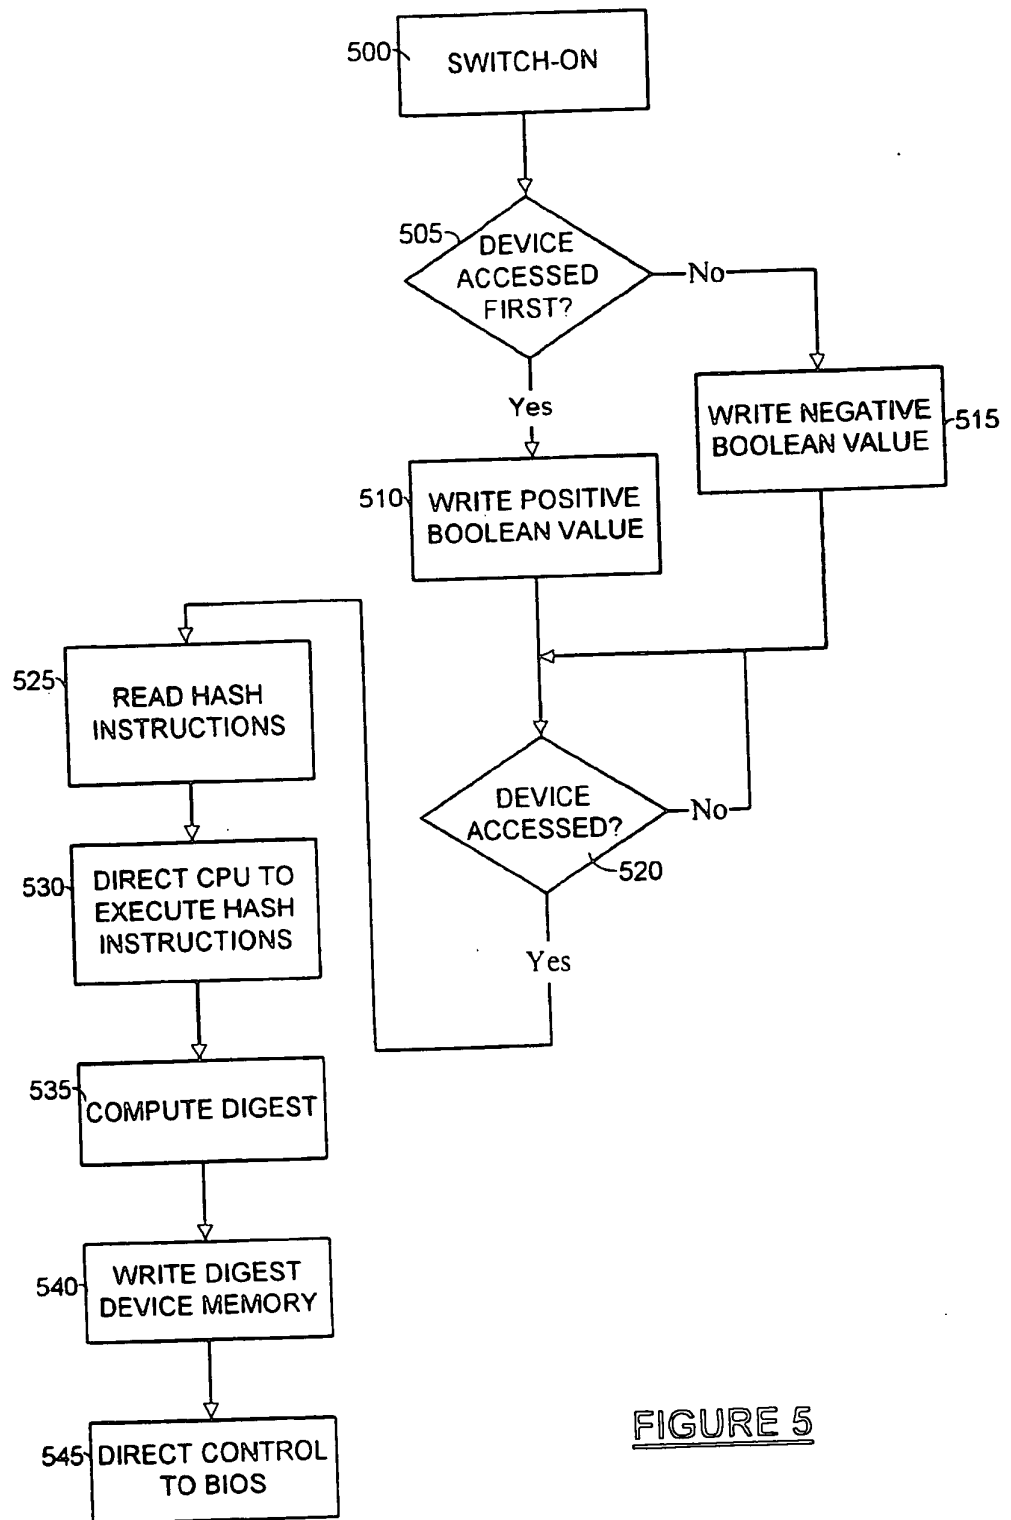 500
SWITCH-ON
505
DEVICE
ACCESSED
FIRST?
No
Yes
WRITE NEGATIVE
BOOLEAN VALUE
515
510
WRITE POSITIVE
BOOLEAN VALUE
525
READ HASH
INSTRUCTIONS
DEVICE
ACCESSED?
No
520
Yes
530
DIRECT CPU TO
EXECUTE HASH
INSTRUCTIONS
535
COMPUTE DIGEST
540
WRITE DIGEST
DEVICE MEMORY
545
DIRECT CONTROL
TO BIOS
FIGURE 5